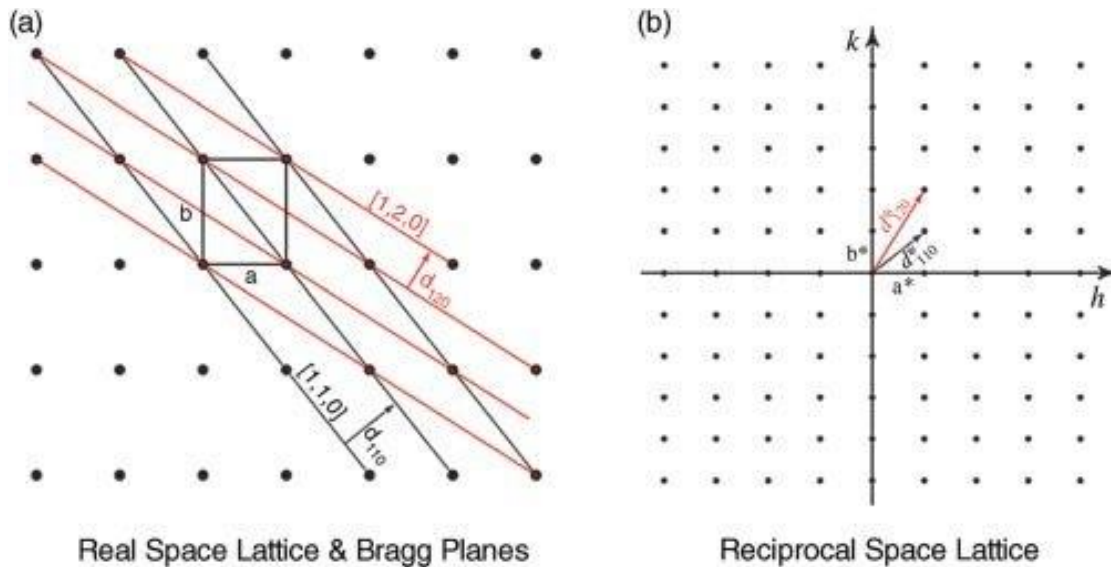 (a)
[1,2,0]
d120
b
a
[1,1,0]
d110
Real Space Lattice & Bragg Planes
(b)
k
d*120
d*110
b*
a*
h
Reciprocal Space Lattice